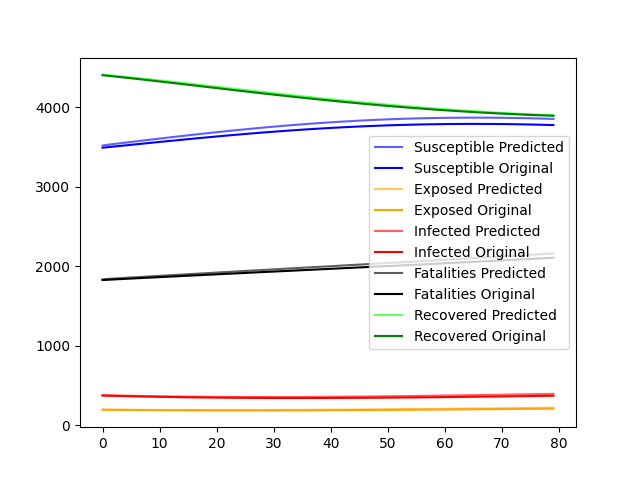 4000
3000
2000
1000
0
Susceptible Predicted
Susceptible Original
Exposed Predicted
Exposed Original
Infected Predicted
Infected Original
Fatalities Predicted
Fatalities Original
Recovered Predicted
Recovered Original
0 10 20 30 40 50 60 70 80